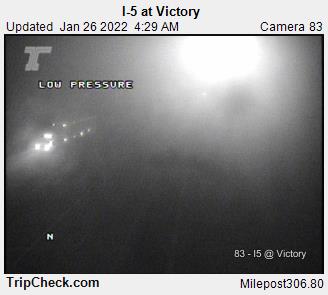 I-5 at Victory
Updated Jan 26 2022 4:29 AM Camera 83
T
LOW PRESSURE
N
83 - I5 @ Victory
TripCheck.com Milepost306.80